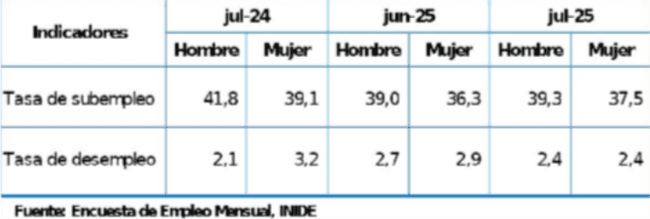 Indicadores jul-24 jun-25 jul-25
Hombre Mujer Hombre Mujer Hombre Mujer
Tasa de subempleo 41,8 39,1 39,0 36,3 39,3 37,5
Tasa de desempleo 2,1 3,2 2,7 2,9 2,4 2,4
Fuente: Encuesta de Empleo Mensual, INIDE